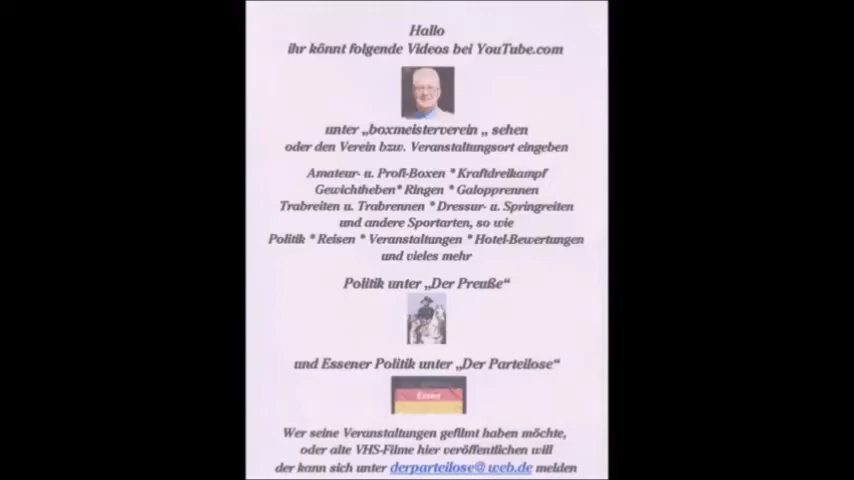 Hallo
ihr könnt folgende Videos bei YouTube.com
unter „boxmeisterverein „ sehen
oder den Verein bzw. Veranstaltungsort eingeben
Amateur- u. Profi-Boxen * Kraftdreikampf
Gewichtheben* Ringen * Galopprennen
Trabreiten u. Trabrennen * Dressur- u. Springreiten
und andere Sportarten, so wie
Politik * Reisen * Veranstaltungen * Hotel-Bewertungen
und vieles mehr
Politik unter „Der Preuße“
und Essener Politik unter „Der Parteilose“
Essen
Wer seine Veranstaltungen gefilmt haben möchte,
oder alte VHS-Filme hier veröffentlichen will
der kann sich unter derparteilose@web.de melden